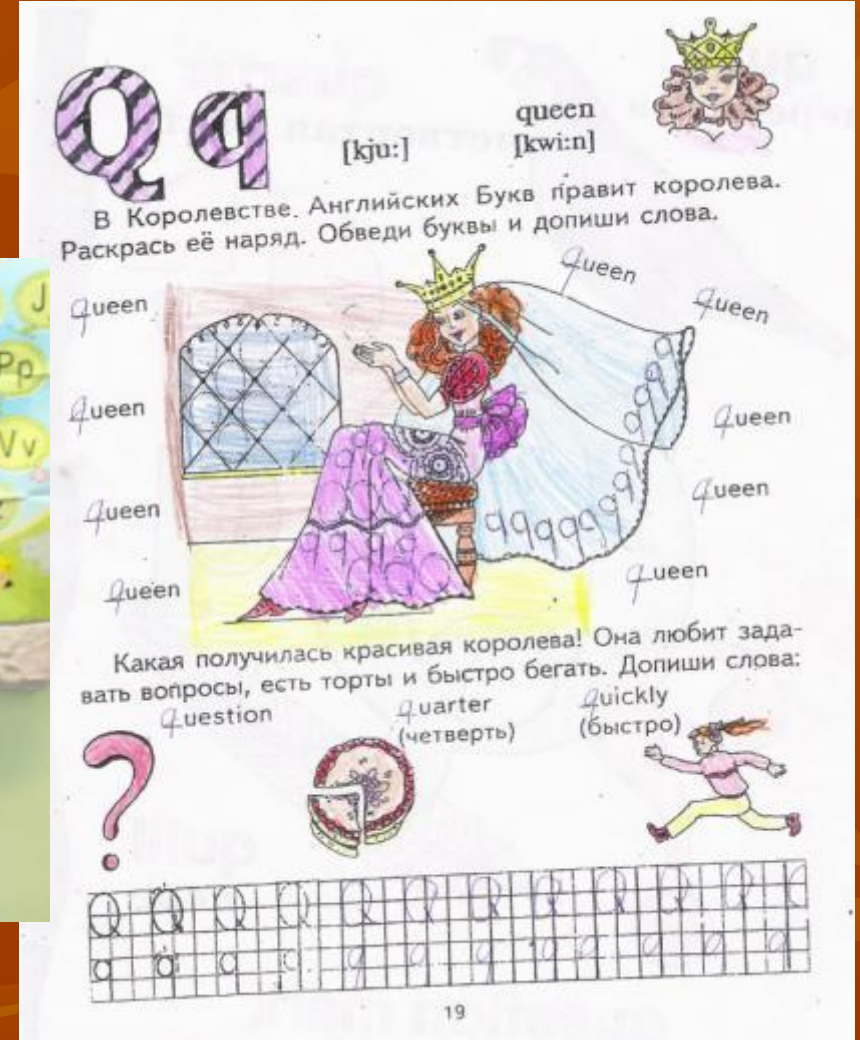 Q q
queen
[kju:]
[kwi:n]
В Королевстве Английских Букв правит королева.
Раскрась её наряд. Обведи буквы и допиши слова.
queen
queen
queen
queen
queen
queen
queen
queen
queen
q q q q q q q q
Какая получилась красивая королева! Она любит зада-
вать вопросы, есть торты и быстро бегать. Допиши слова:
question
quarter
quickly
(четверть)
(быстро)
?
Q Q Q Q Q Q Q Q Q Q Q
q q q q q q q q q q q
19
J
Pp
Vv